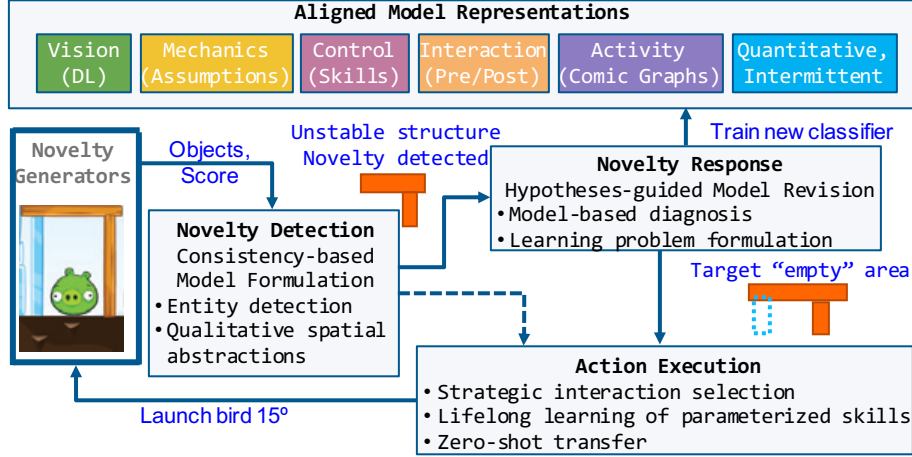 Aligned Model Representations
Vision
(DL)
Mechanics
(Assumptions)
Control
(Skills)
Interaction
(Pre/Post)
Activity
(Comic Graphs)
Quantitative,
Intermittent
Novelty
Generators
Objects,
Score
Unstable structure
Novelty detected
Train new classifier
Novelty Response
Hypotheses-guided Model Revision
•Model-based diagnosis
•Learning problem formulation
Novelty Detection
Consistency-based
Model Formulation
•Entity detection
•Qualitative spatial
abstractions
Target “empty” area
Launch bird 15º
Action Execution
•Strategic interaction selection
•Lifelong learning of parameterized skills
•Zero-shot transfer